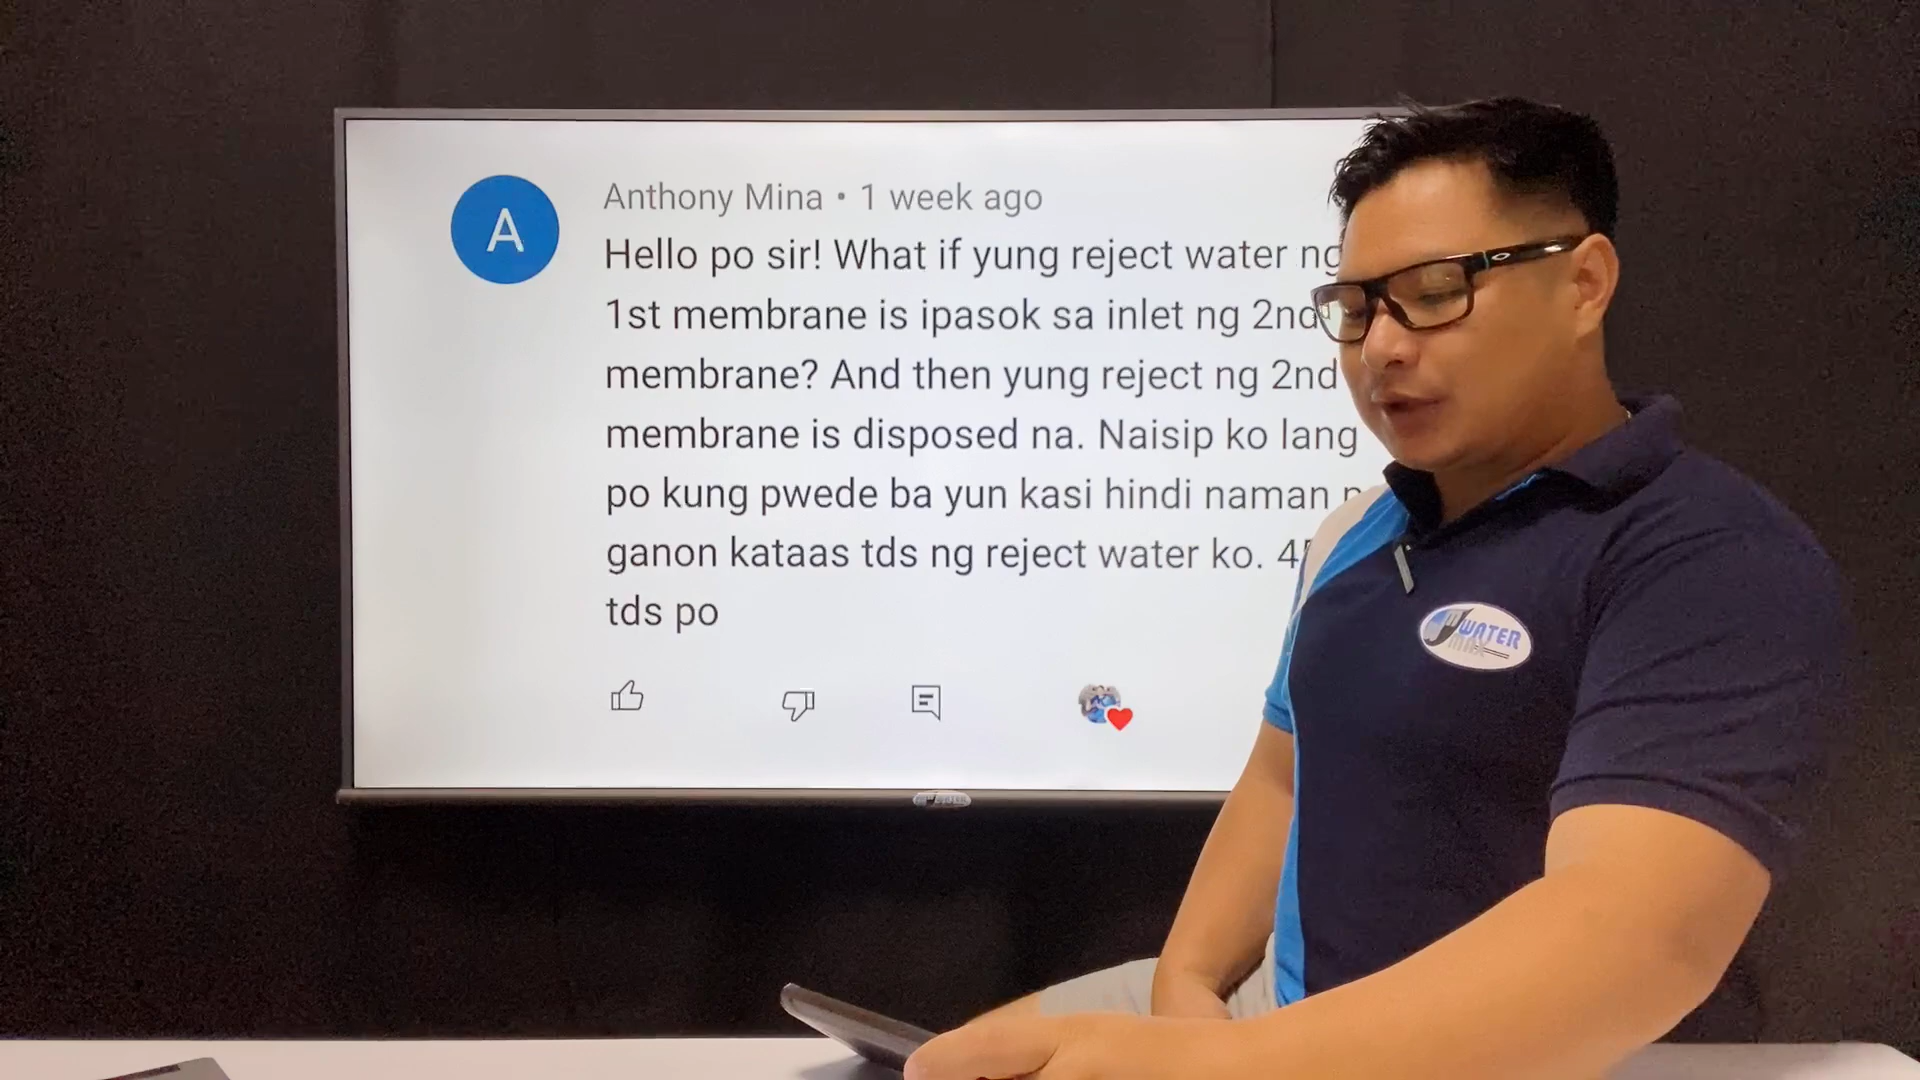 A
Anthony Mina • 1 week ago
Hello po sir! What if yung reject water ng
1st membrane is ipasok sa inlet ng 2nd
membrane? And then yung reject ng 2nd
membrane is disposed na. Naisip ko lang
po kung pwede ba yun kasi hindi naman
ganon kataas tds ng reject water ko.
tds po
WATER
MAX